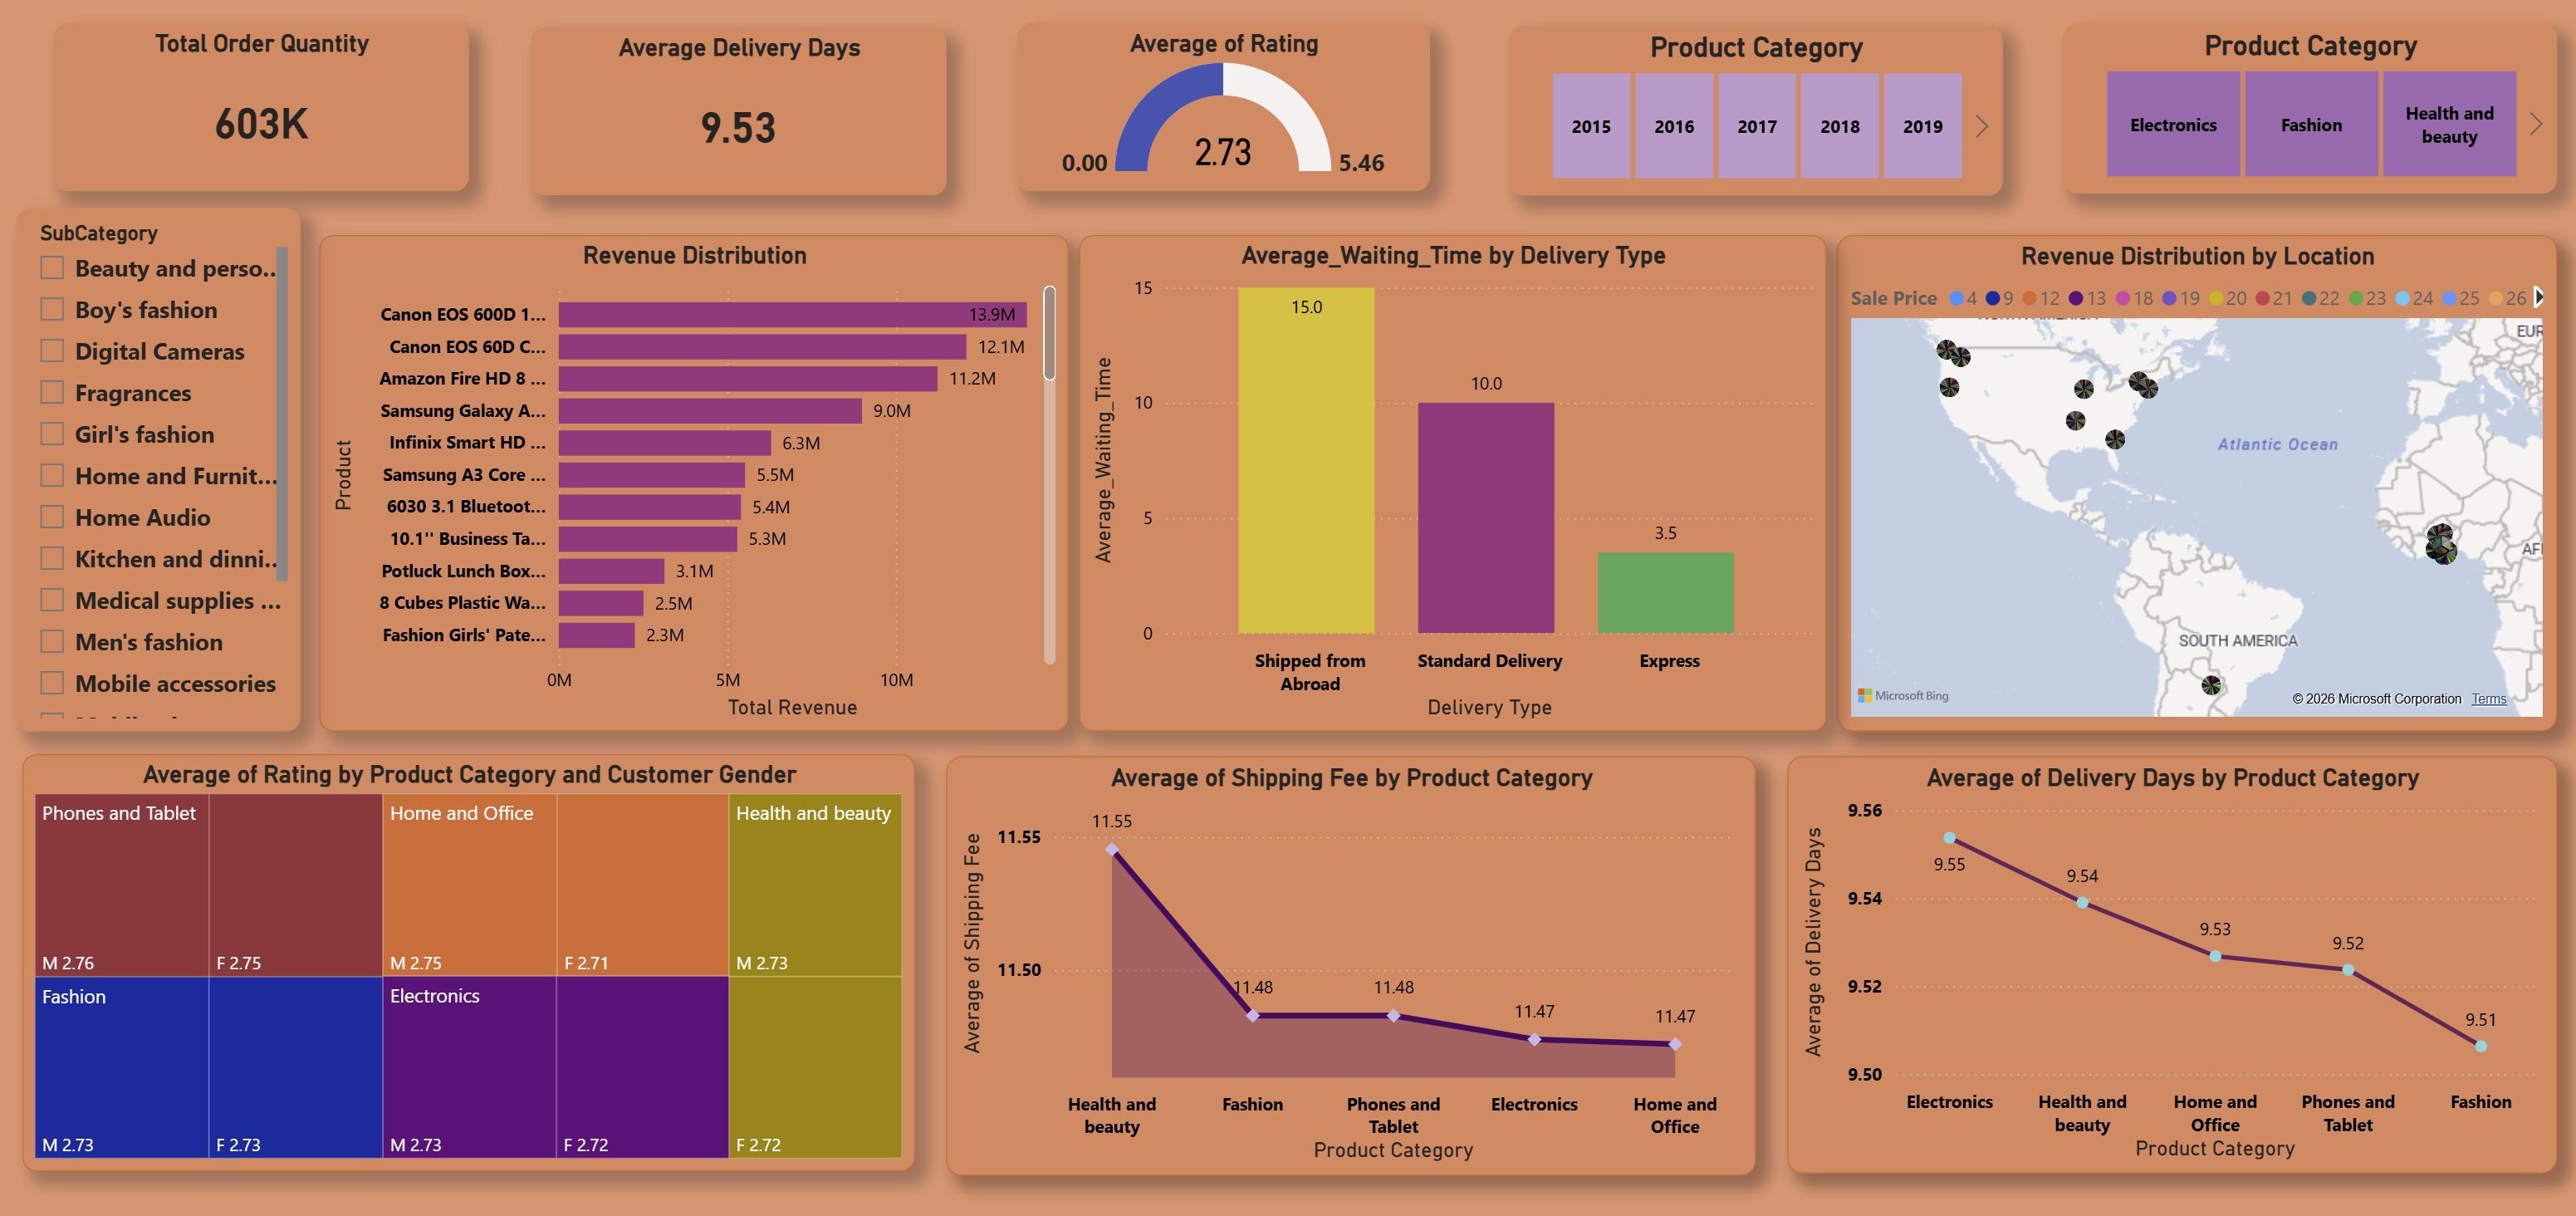 Total Order Quantity
603K
Average Delivery Days
9.53
Average of Rating
0.00
2.73
5.46
Product Category
2015 2016 2017 2018 2019
Product Category
Electronics
Fashion
Health and
beauty
SubCategory
Beauty and perso...
Boy's fashion
Digital Cameras
Fragrances
Girl's fashion
Home and Furnit...
Home Audio
Kitchen and dinni...
Medical supplies ...
Men's fashion
Mobile accessories
Revenue Distribution
Product
Canon EOS 600D 1... 13.9M
Canon EOS 60D C... 12.1M
Amazon Fire HD 8 ... 11.2M
Samsung Galaxy A... 9.0M
Infinix Smart HD ... 6.3M
Samsung A3 Core ... 5.5M
6030 3.1 Bluetoot... 5.4M
10.1'' Business Ta... 5.3M
Potluck Lunch Box... 3.1M
8 Cubes Plastic Wa... 2.5M
Fashion Girls' Pate... 2.3M
0M 5M 10M
Total Revenue
Average_Waiting_Time by Delivery Type
Average_Waiting_Time
15
10
5
0
15.0
10.0
3.5
Shipped from
Abroad
Standard Delivery
Express
Delivery Type
Revenue Distribution by Location
Sale Price 4 9 12 13 18 19 20 21 22 23 24 25 26
NORTH AMERICA
EUR
Atlantic Ocean
AFI
SOUTH AMERICA
Microsoft Bing
© 2026 Microsoft Corporation Terms
Average of Rating by Product Category and Customer Gender
Phones and Tablet
M 2.76
F 2.75
Home and Office
M 2.75
F 2.71
Health and beauty
M 2.73
Fashion
M 2.73
F 2.73
Electronics
M 2.73
F 2.72
F 2.72
Average of Shipping Fee by Product Category
Average of Shipping Fee
11.55
11.50
11.55
11.48
11.48
11.47
11.47
Health and
beauty
Fashion
Phones and
Tablet
Electronics
Home and
Office
Product Category
Average of Delivery Days by Product Category
Average of Delivery Days
9.56
9.54
9.52
9.50
9.55
9.54
9.53
9.52
9.51
Electronics
Health and
beauty
Home and
Office
Phones and
Tablet
Fashion
Product Category